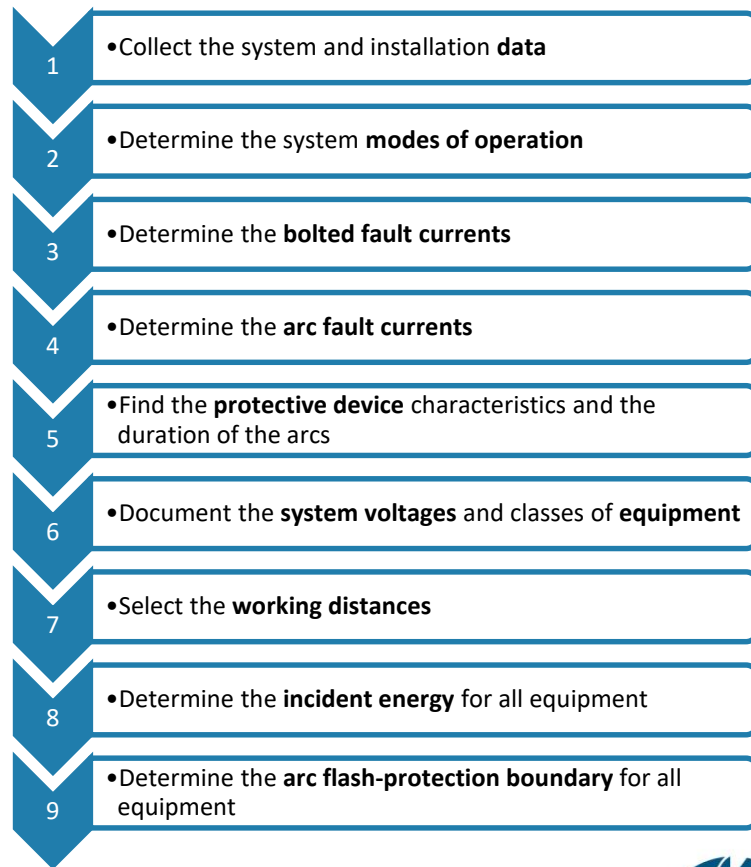 1
•Collect the system and installation data
2
•Determine the system modes of operation
3
•Determine the bolted fault currents
4
•Determine the arc fault currents
5
•Find the protective device characteristics and the
duration of the arcs
6
•Document the system voltages and classes of equipment
7
•Select the working distances
8
•Determine the incident energy for all equipment
9
•Determine the arc flash-protection boundary for all
equipment